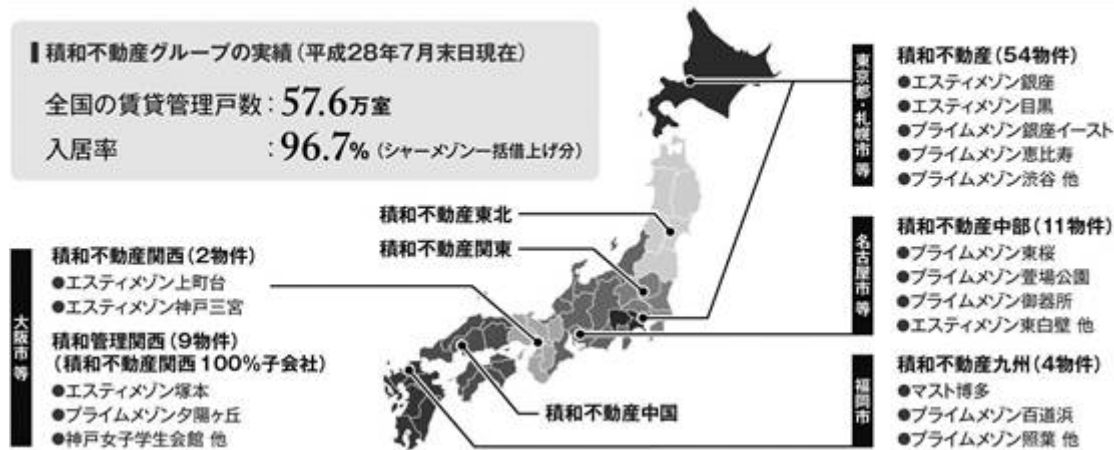 積和不動産グループの実績（平成28年7月末日現在）
全国の賃貸管理戸数：57.6万室
入居率：96.7%（シャーメゾン一括借上げ分）
東京都・札幌市 等
積和不動産（54物件）
●エスティメゾン銀座
●エスティメゾン目黒
●プライムメゾン銀座イースト
●プライムメゾン恵比寿
●プライムメゾン渋谷 他
積和不動産東北
積和不動産関東
名古屋市 等
積和不動産中部（11物件）
●プライムメゾン東桜
●プライムメゾン萱場公園
●プライムメゾン御器所
●エスティメゾン東白壁 他
大阪市 等
積和不動産関西（2物件）
●エスティメゾン上町台
●エスティメゾン神戸三宮
積和管理関西（9物件）
（積和不動産関西100%子会社）
●エスティメゾン塚本
●プライムメゾン夕陽ヶ丘
●神戸女子学生会館 他
積和不動産中国
福岡市
積和不動産九州（4物件）
●マスト博多
●プライムメゾン百道浜
●プライムメゾン照葉 他